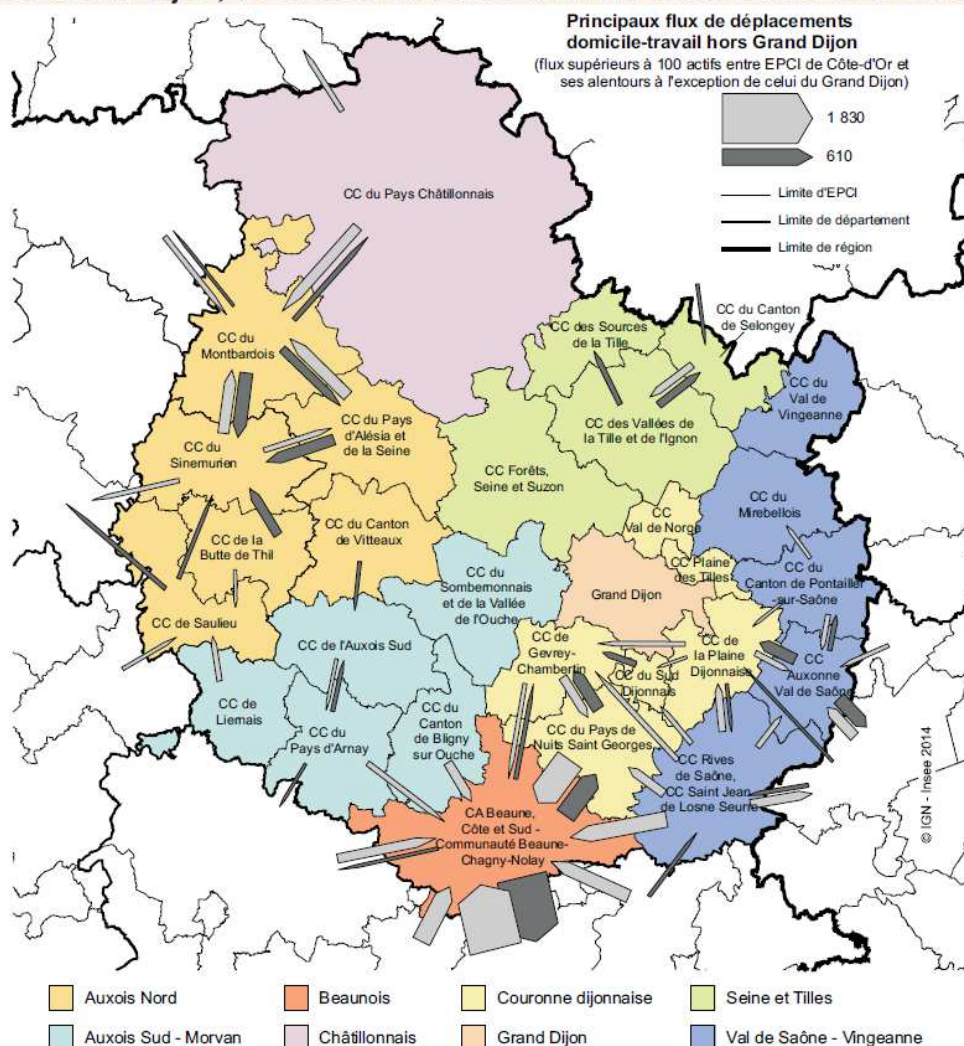 Principaux flux de déplacements
domicile-travail hors Grand Dijon
(flux supérieurs à 100 actifs entre EPCI de Côte-d'Or et
ses alentours à l'exception de celui du Grand Dijon)
1 830
610
Limite d'EPCI
Limite de département
Limite de région
CC du Pays Châtillonnais
CC du Canton
de Selongey
CC des Sources
de la Tille
CC du
Montbardois
CC du
Val de
Vingeanne
CC du Pays
d'Alésia et
de la Seine
CC des Vallées de
la Tille et de l'Ignon
CC du
Sinemurien
CC Forêts,
Seine et Suzon
CC du
Mirebellois
CC
Val de Norge
CC de la
Butte de Thil
CC du Canton
de Vitteaux
CC Plaine
des Tilles
CC du
Canton de Pontailler
-sur-Saône
CC du
Sombernonnais
et de la Vallée
de l'Ouche
Grand Dijon
CC de Saulieu
CC de l'Auxois Sud
CC de
Gevrey-
Chambertin
CC de
la Plaine
Dijonnaise
CC du Sud
Dijonnais
CC
Auxonne
Val de Saône
CC de
Liernais
CC du
Pays d'Arnay
CC du
Canton
de Bligny
sur Ouche
CC du Pays de
Nuits Saint Georges
CC Rives
de Saône,
CC Saint Jean
de Losne Seurre
CA Beaune,
Côte et Sud -
Communauté Beaune-
Chagny-Nolay
© IGN - Insee 2014
Auxois Nord
Beaunois
Couronne dijonnaise
Seine et Tilles
Auxois Sud - Morvan
Châtillonnais
Grand Dijon
Val de Saône - Vingeanne